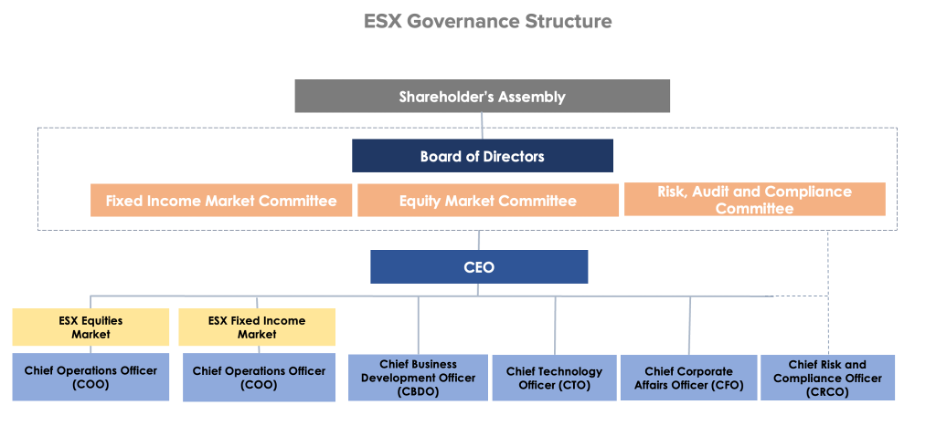 ESX Governance Structure
Shareholder's Assembly
Board of Directors
Fixed Income Market Committee
Equity Market Committee
Risk, Audit and Compliance
Committee
CEO
ESX Equities
Market
ESX Fixed Income
Market
Chief Operations Officer
(COO)
Chief Operations Officer
(COO)
Chief Business
Development Officer
(CBDO)
Chief Technology
Officer (CTO)
Chief Corporate
Affairs Officer (CFO)
Chief Risk and
Compliance Officer
(CRCO)